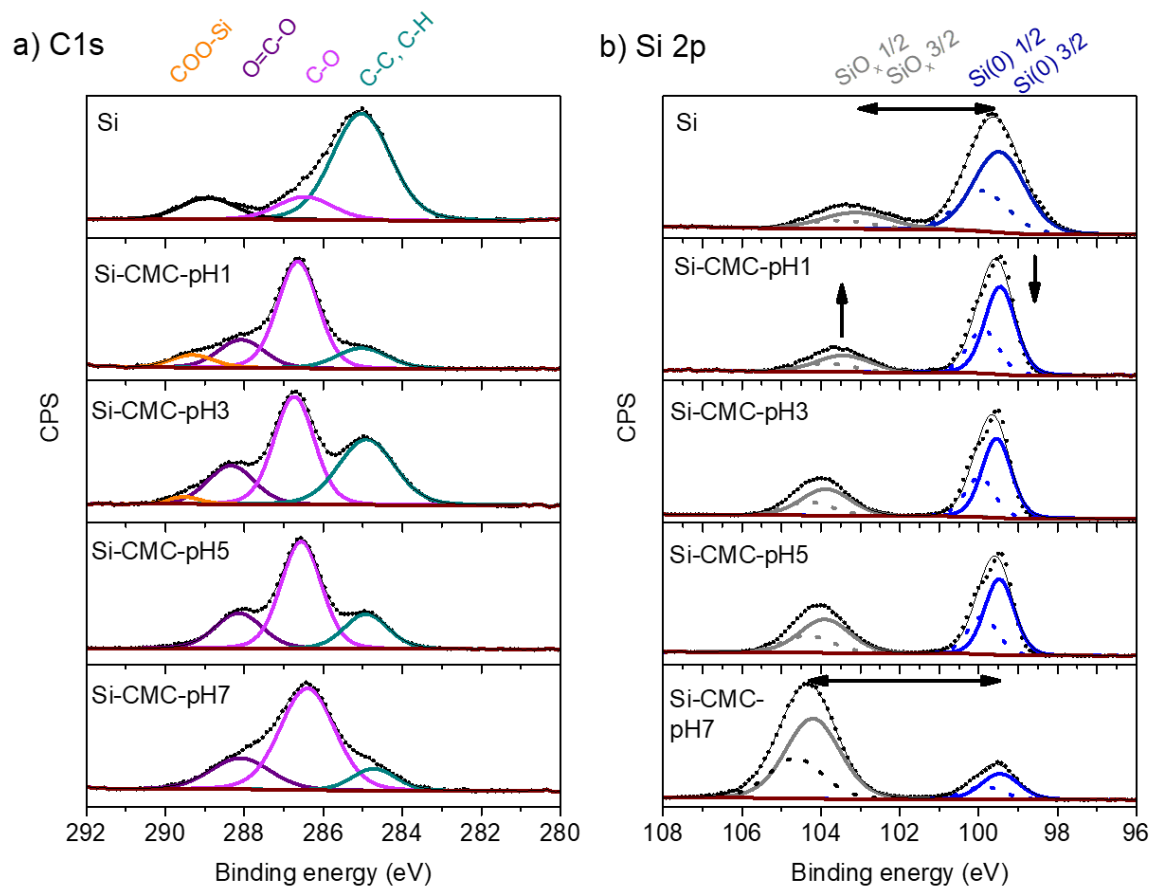 a) C1s
COO-Si
O=C-O
C-O
C-C, C-H
Si
Si-CMC-pH1
Si-CMC-pH3
Si-CMC-pH5
Si-CMC-pH7
CPS
292 290 288 286 284 282 280
Binding energy (eV)
b) Si 2p
SiOₓ 1/2
SiOₓ 3/2
Si(0) 1/2
Si(0) 3/2
Si
Si-CMC-pH1
Si-CMC-pH3
Si-CMC-pH5
Si-CMC-
pH7
CPS
108 106 104 102 100 98 96
Binding energy (eV)